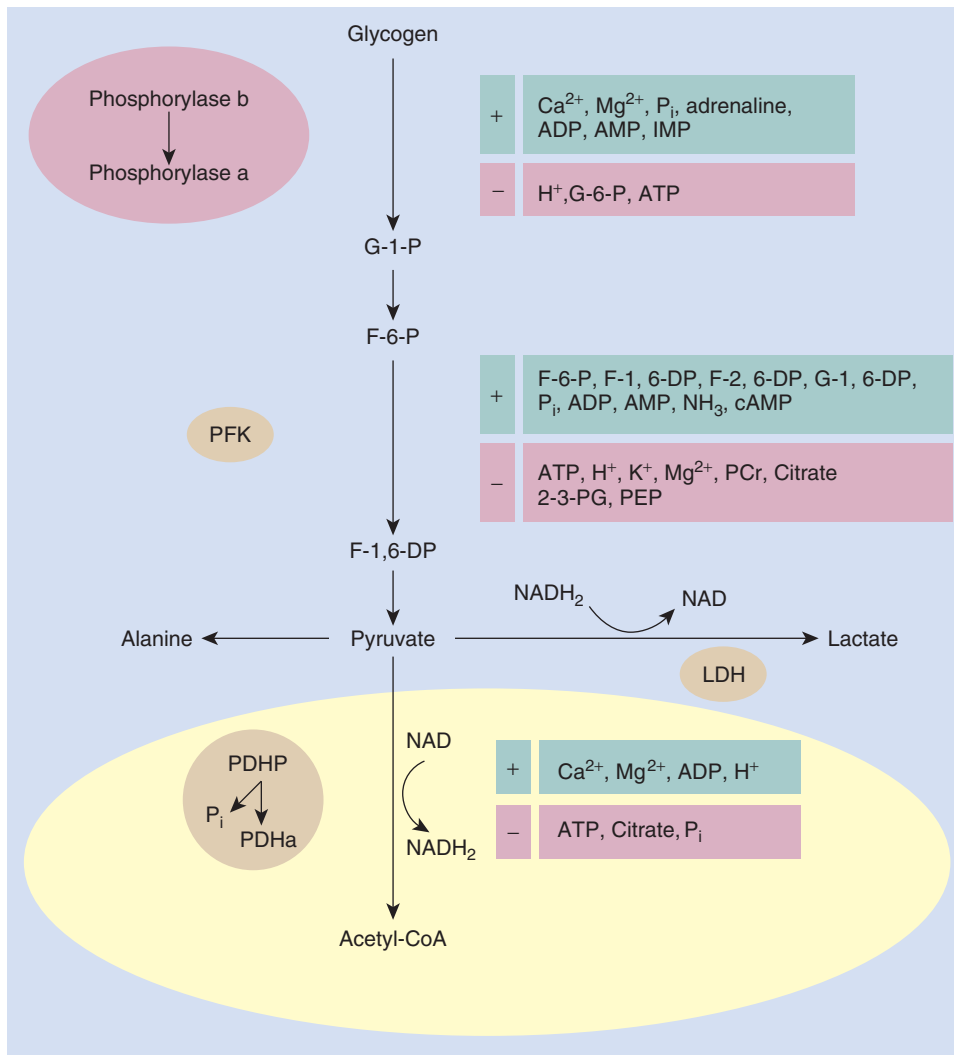 Glycogen
Phosphorylase b
Phosphorylase a
+
Ca²⁺, Mg²⁺, Pᵢ, adrenaline,
ADP, AMP, IMP
−
H⁺,G-6-P, ATP
G-1-P
F-6-P
PFK
+
F-6-P, F-1, 6-DP, F-2, 6-DP, G-1, 6-DP,
Pᵢ, ADP, AMP, NH₃, cAMP
−
ATP, H⁺, K⁺, Mg²⁺, PCr, Citrate
2-3-PG, PEP
F-1,6-DP
NADH₂ NAD
Alanine Pyruvate Lactate
LDH
PDHP
Pᵢ
PDHa
NAD
NADH₂
+
Ca²⁺, Mg²⁺, ADP, H⁺
−
ATP, Citrate, Pᵢ
Acetyl-CoA